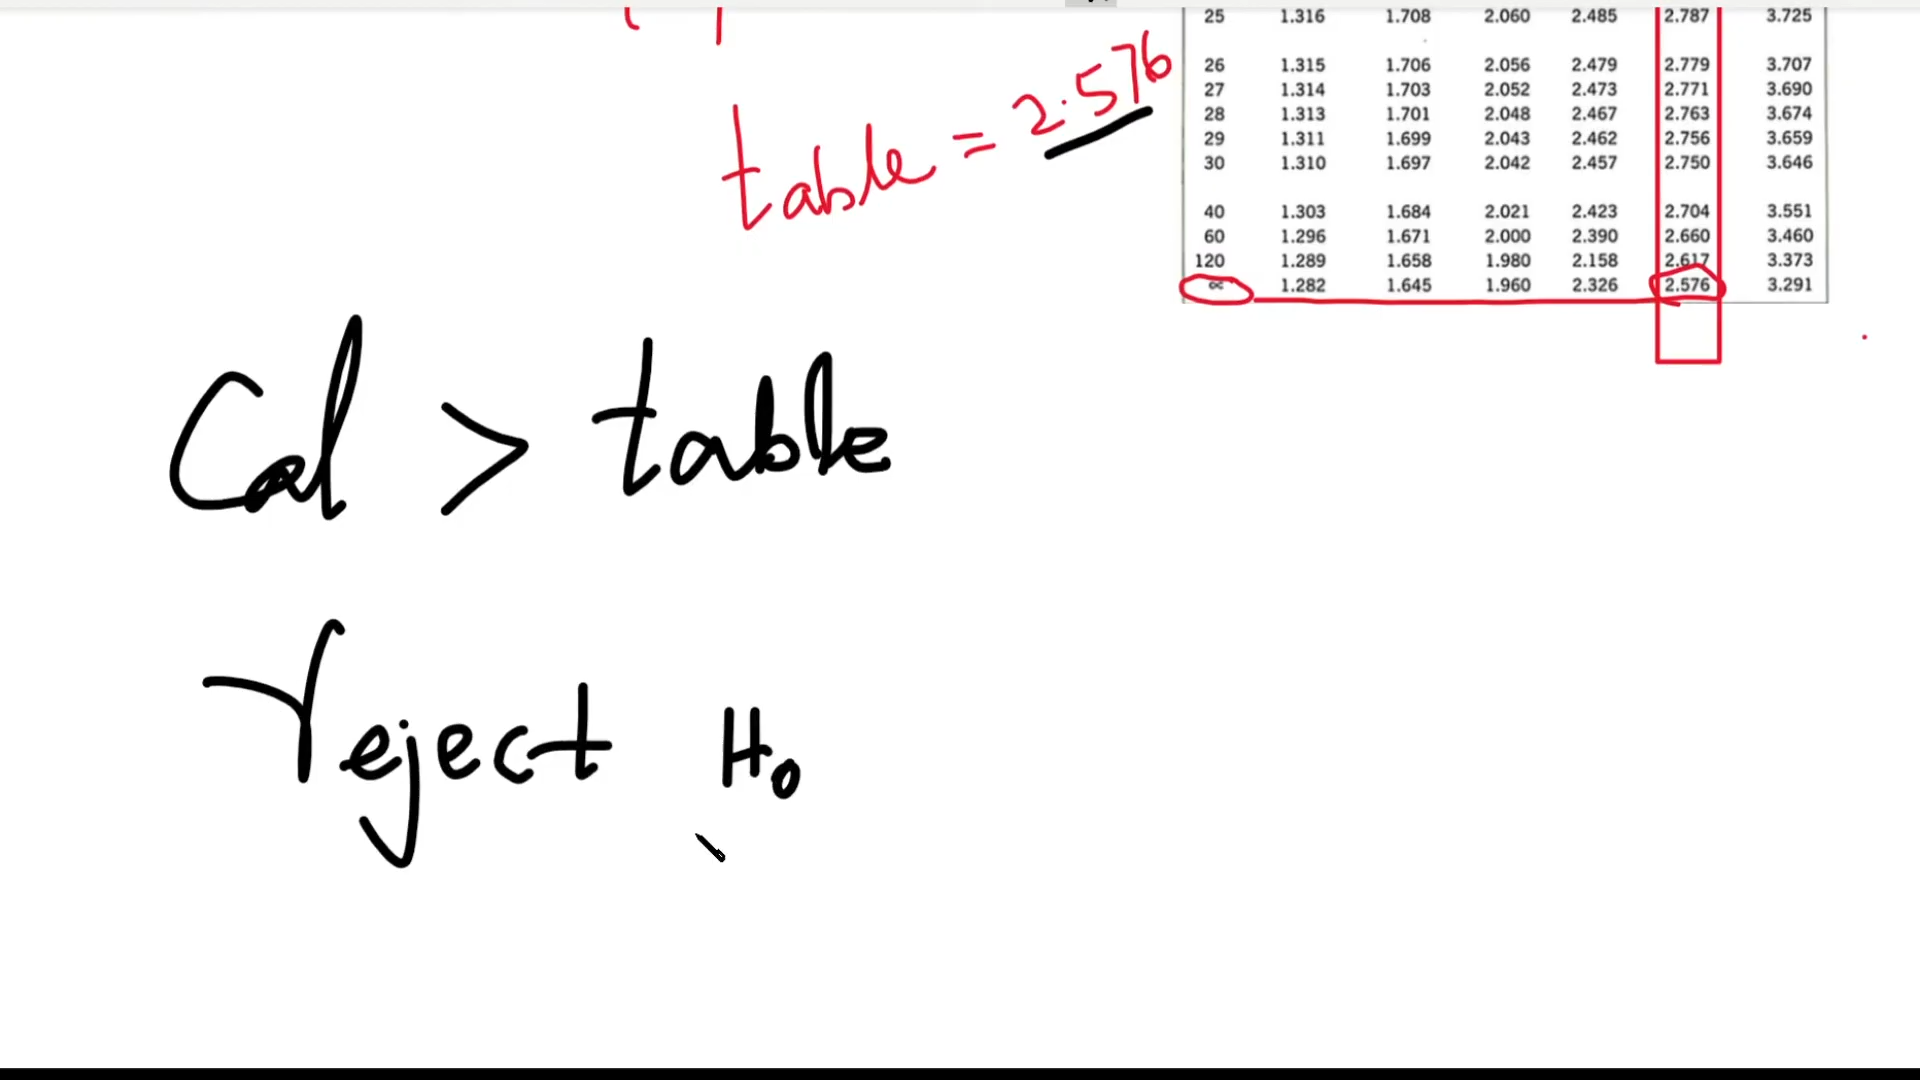 25 1.316 1.708 2.060 2.485 2.787 3.725
26 1.315 1.706 2.056 2.479 2.779 3.707
27 1.314 1.703 2.052 2.473 2.771 3.690
28 1.313 1.701 2.048 2.467 2.763 3.674
29 1.311 1.699 2.043 2.462 2.756 3.659
30 1.310 1.697 2.042 2.457 2.750 3.646
40 1.303 1.684 2.021 2.423 2.704 3.551
60 1.296 1.671 2.000 2.390 2.660 3.460
120 1.289 1.658 1.980 2.158 2.617 3.373
∞ 1.282 1.645 1.960 2.326 2.576 3.291
table = 2.576
Cal > table
reject H₀